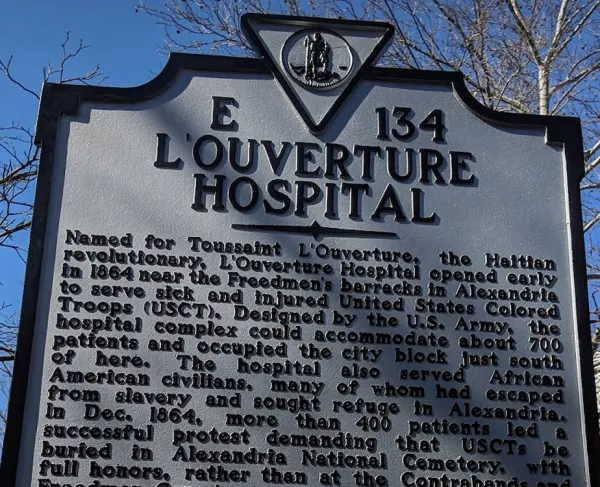 E 134
L'OUVERTURE
HOSPITAL
Named for Toussaint L'Ouverture, the Haitian
revolutionary, L'Ouverture Hospital opened early
in 1864 near the Freedmen's barracks in Alexandria
to serve sick and injured United States Colored
Troops (USCT). Designed by the U.S. Army, the
hospital complex could accommodate about 700
patients and occupied the city block just south
of here. The hospital also served African
American civilians, many of whom had escaped
from slavery and sought refuge in Alexandria.
In Dec. 1864, more than 400 patients led a
successful protest demanding that USCTs be
buried in Alexandria National Cemetery, with
full honors, rather than at the Contrabands and